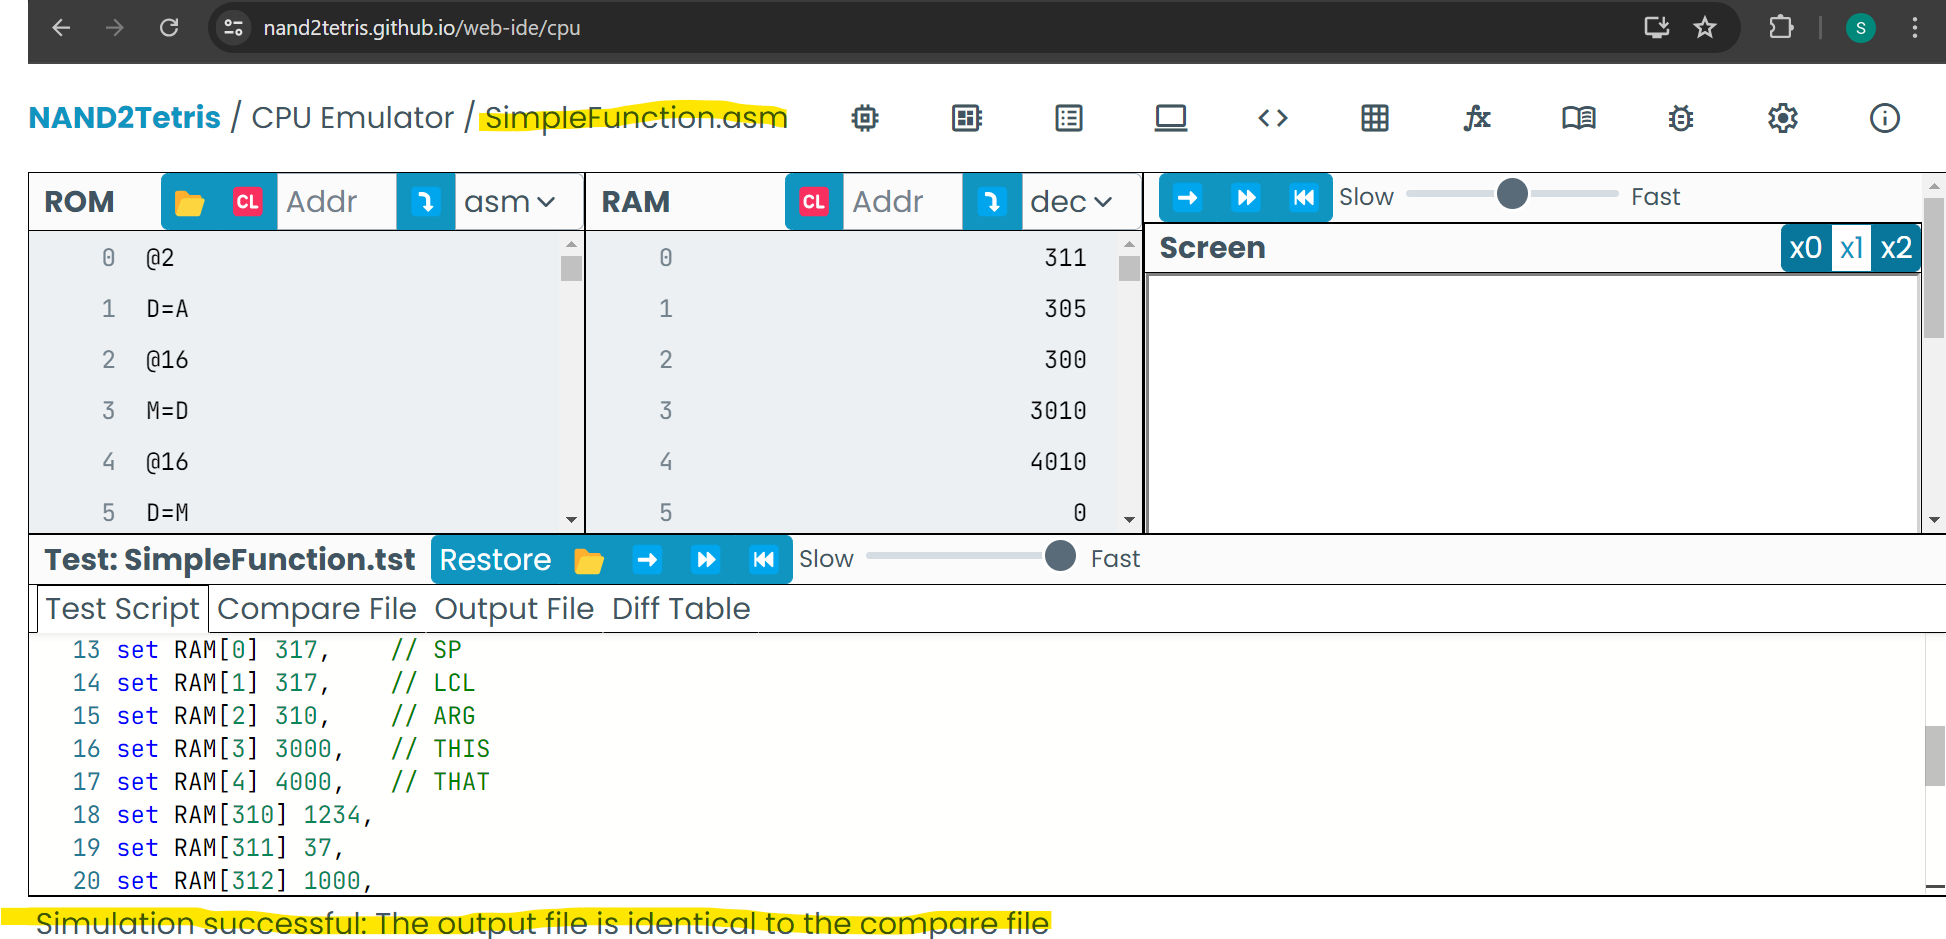 nand2tetris.github.io/web-ide/cpu
S
NAND2Tetris / CPU Emulator / SimpleFunction.asm
<>
fx
ROM CL Addr asm
0 @2
1 D=A
2 @16
3 M=D
4 @16
5 D=M
RAM CL Addr dec
0 311
1 305
2 300
3 3010
4 4010
5 0
Slow Fast
Screen x0 x1 x2
Test: SimpleFunction.tst Restore Slow Fast
Test Script Compare File Output File Diff Table
13 set RAM[0] 317, // SP
14 set RAM[1] 317, // LCL
15 set RAM[2] 310, // ARG
16 set RAM[3] 3000, // THIS
17 set RAM[4] 4000, // THAT
18 set RAM[310] 1234,
19 set RAM[311] 37,
20 set RAM[312] 1000,
Simulation successful: The output file is identical to the compare file